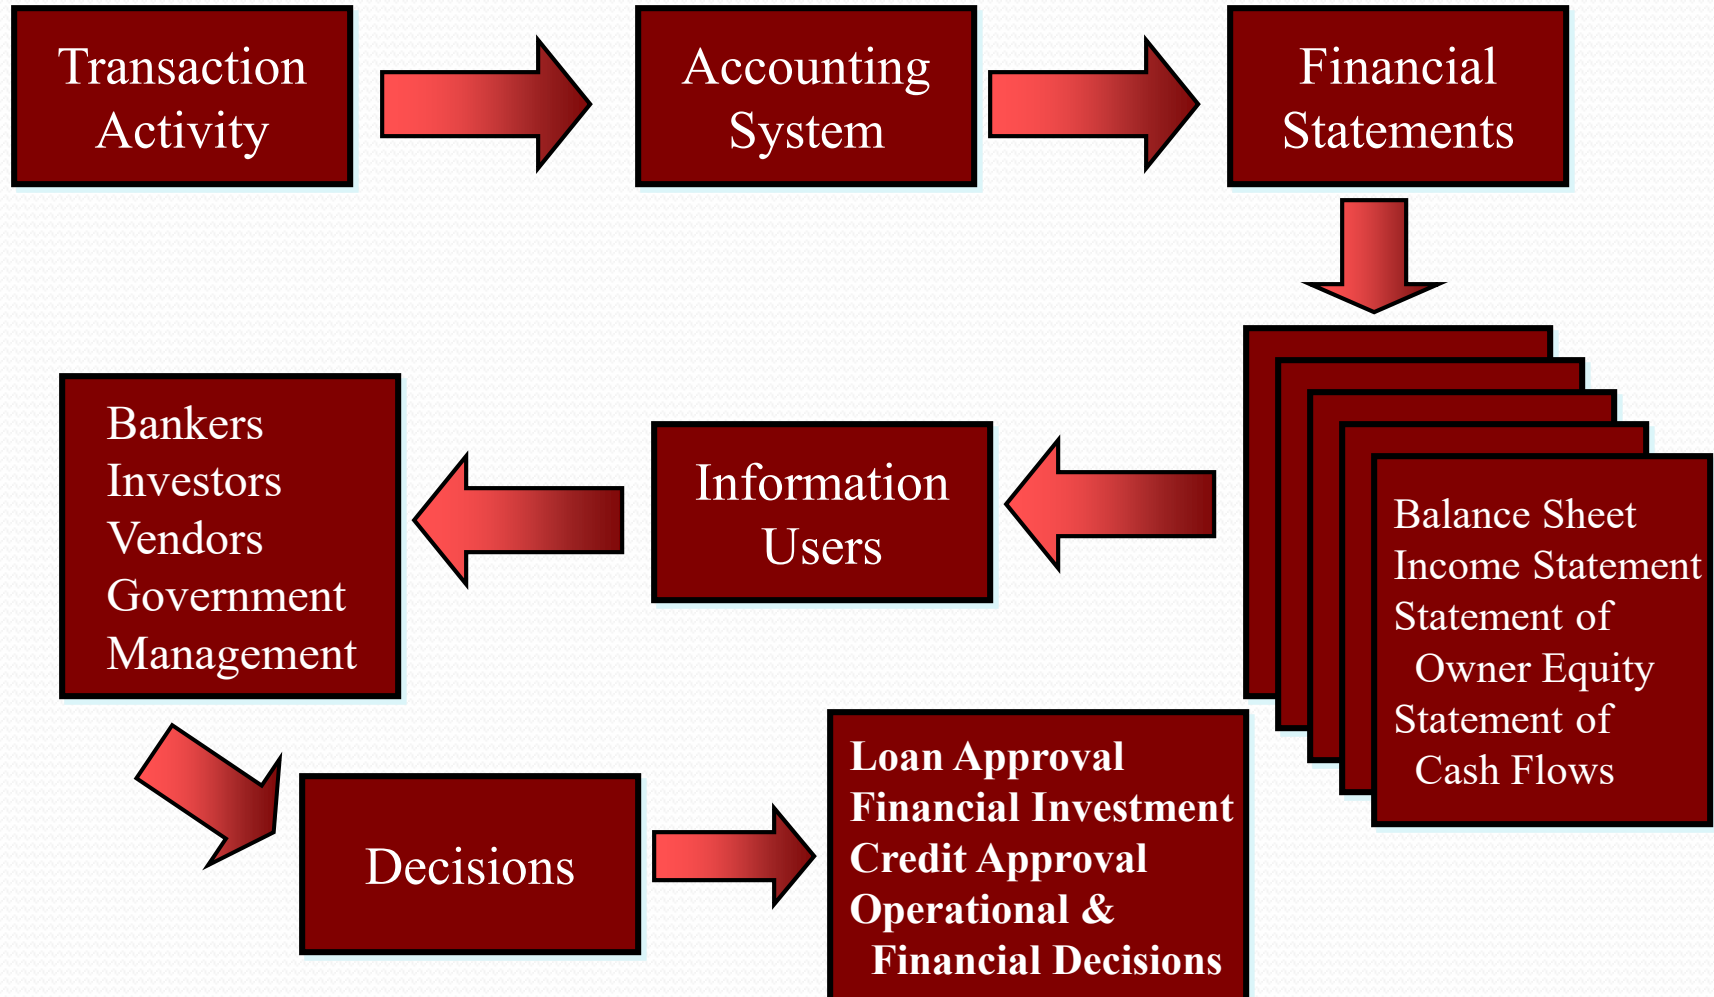 Transaction
Activity
Accounting
System
Financial
Statements
Balance Sheet
Income Statement
Statement of
Owner Equity
Statement of
Cash Flows
Information
Users
Bankers
Investors
Vendors
Government
Management
Decisions
Loan Approval
Financial Investment
Credit Approval
Operational &
Financial Decisions